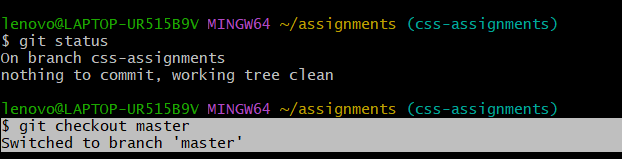 lenovo@LAPTOP-UR515B9V MINGW64 ~/assignments (css-assignments)
$ git status
On branch css-assignments
nothing to commit, working tree clean
lenovo@LAPTOP-UR515B9V MINGW64 ~/assignments (css-assignments)
$ git checkout master
Switched to branch 'master'